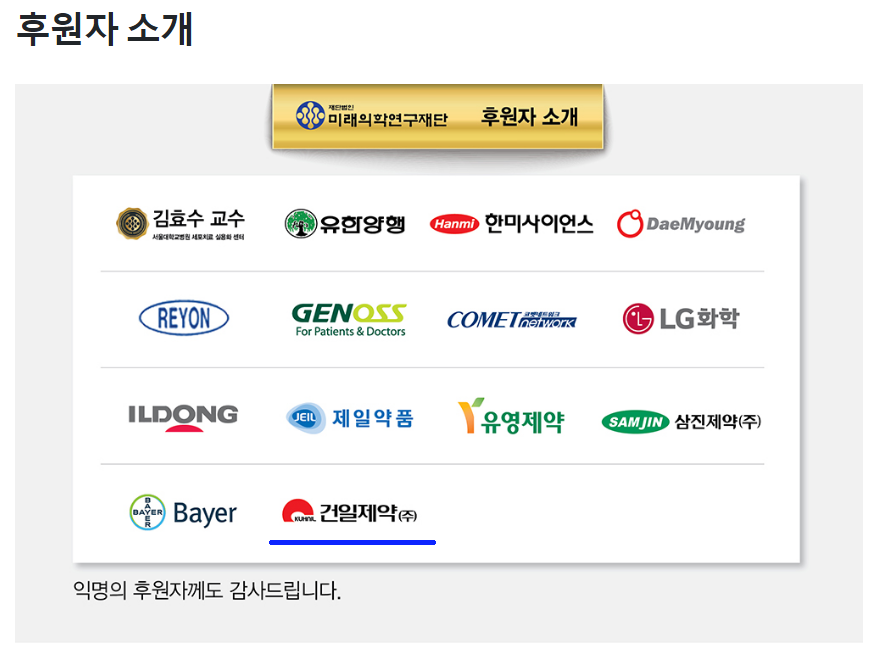 후원자 소개
재단법인
미래의학연구재단 후원자 소개
김효수 교수
서울대학교병원 세포치료 실용화 센터
유한양행
Hanmi 한미사이언스
DaeMyoung
REYON
GENOSS
For Patients & Doctors
COMET 코멧네트워크 network
LG화학
ILDONG
JEIL 제일약품
유영제약
SAMJIN 삼진제약(주)
BAYER BAYER Bayer
KUHNIL 건일제약(주)
익명의 후원자께도 감사드립니다.